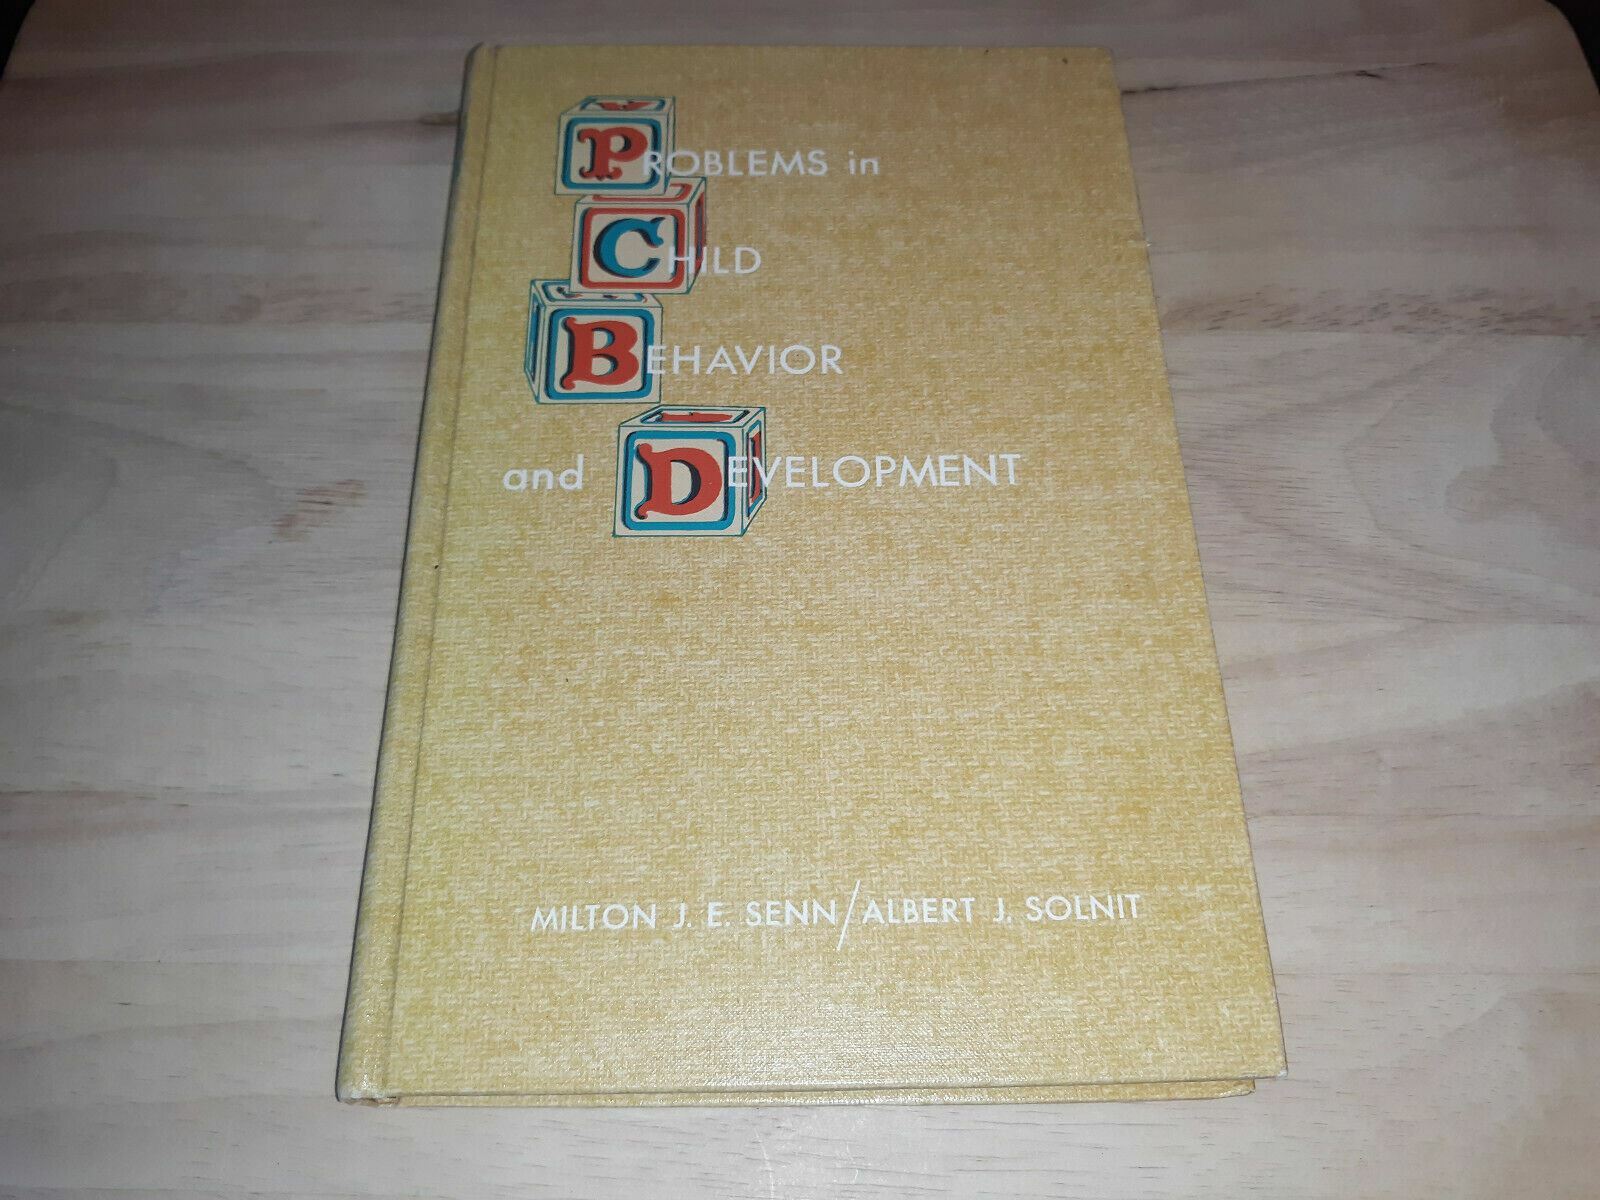 PROBLEMS in
CHILD
BEHAVIOR
and DEVELOPMENT
MILTON J. E. SENN/ALBERT J. SOLNIT